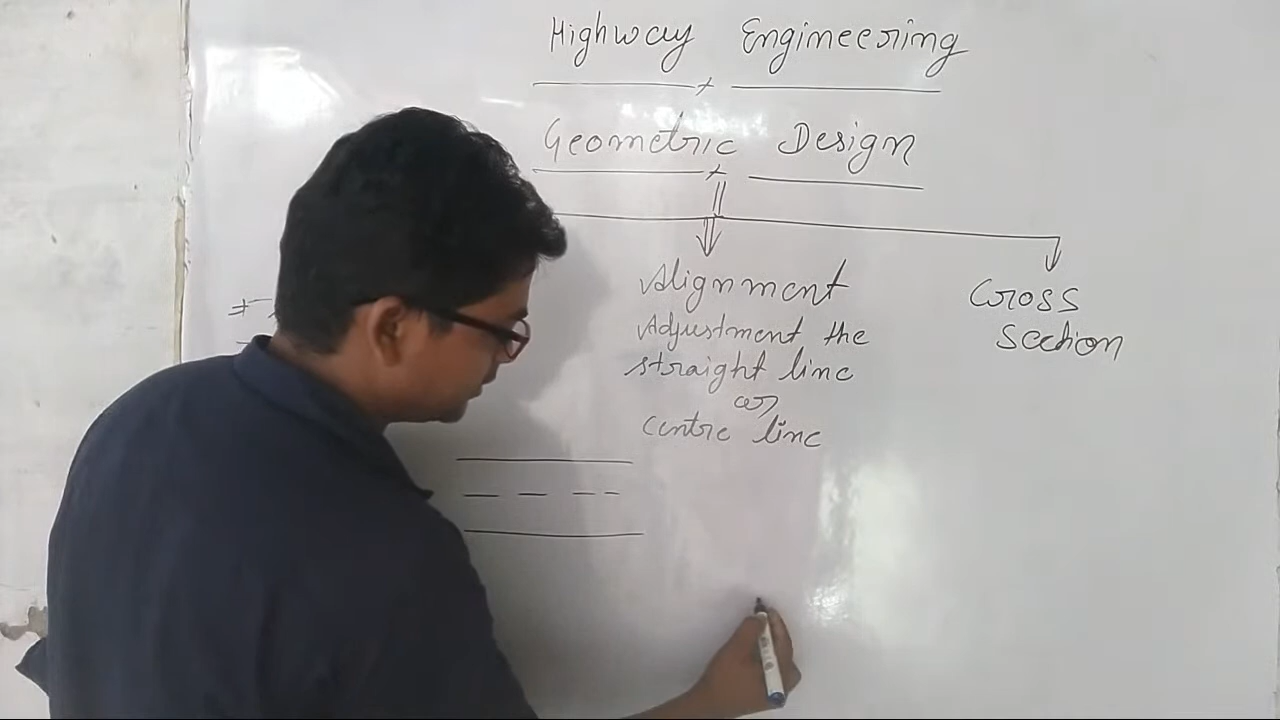 Highway Engineering
Geometric Design
Alignment
Adjustment the
straight line
or
centre line
Cross
Section